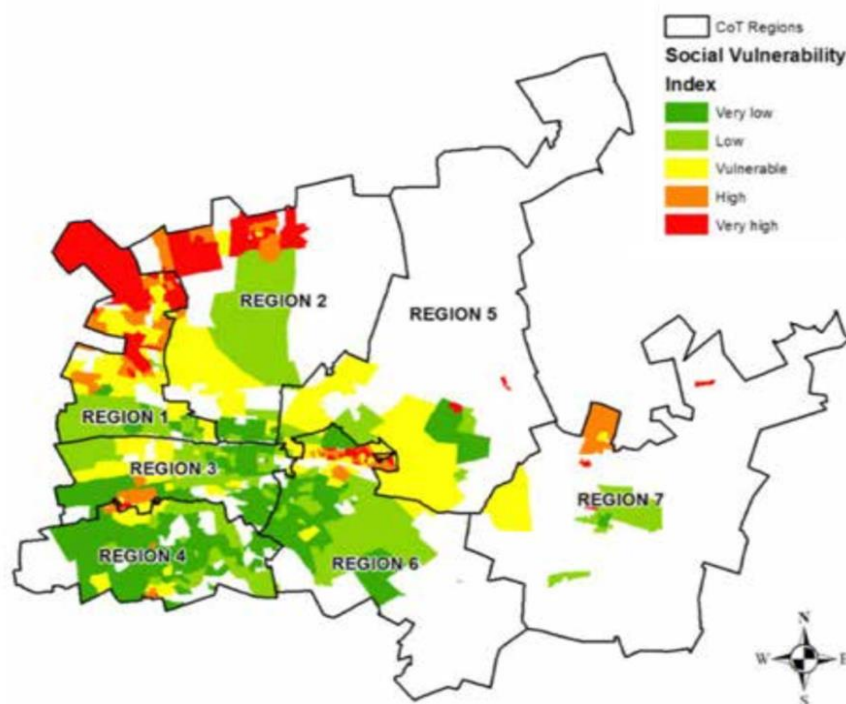 CoT Regions
Social Vulnerability
Index
Very low
Low
Vulnerable
High
Very high
REGION 2
REGION 5
REGION 1
REGION 3
REGION 7
REGION 4
REGION 6
N
W E
S